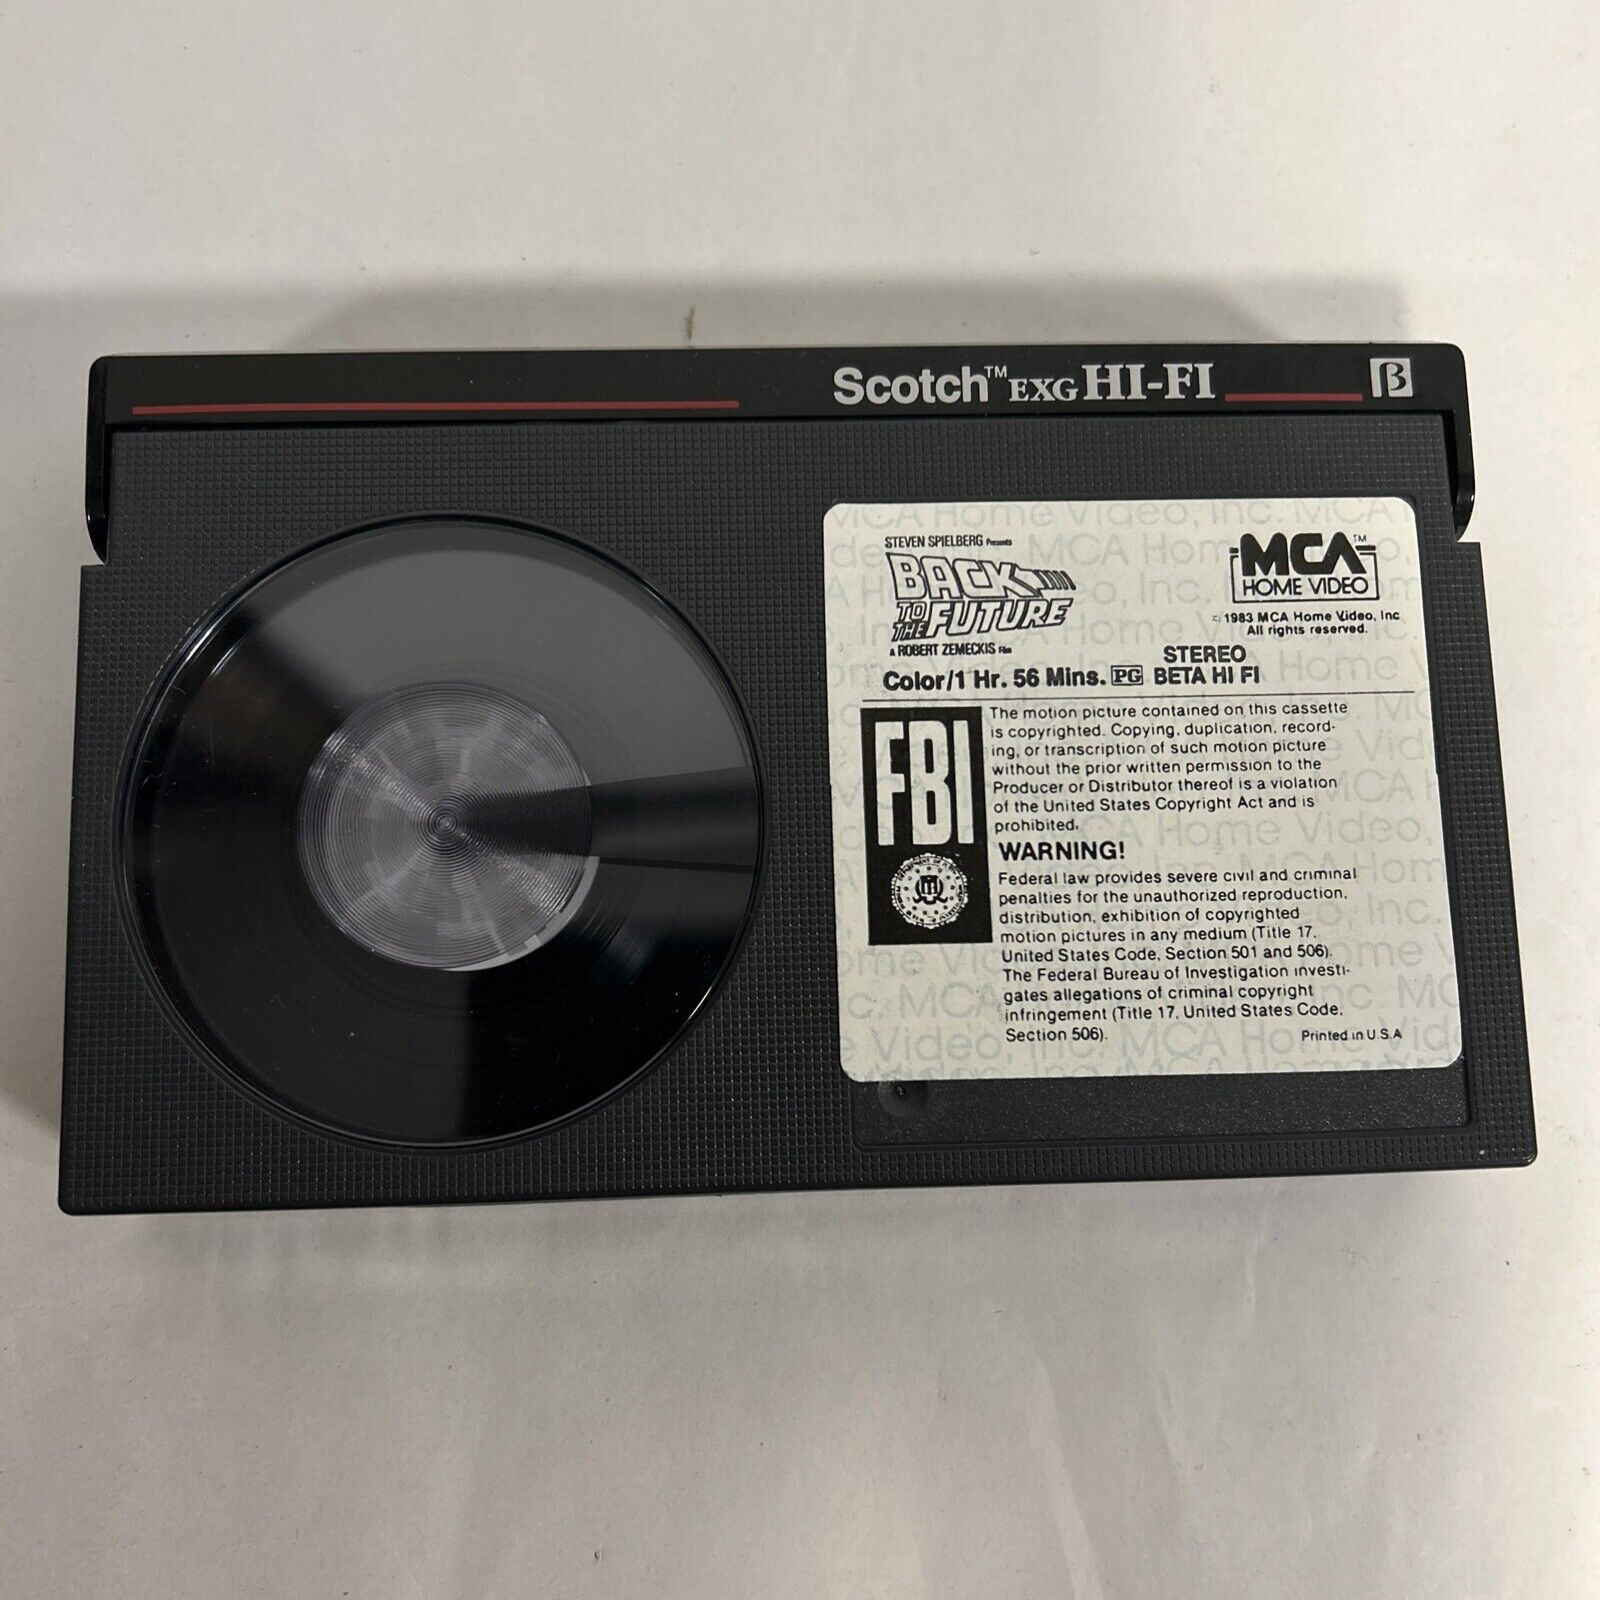 Scotch™ EXG HI-FI β
STEVEN SPIELBERG Presents
BACK
TO THE FUTURE
A ROBERT ZEMECKIS Film
MCA™
HOME VIDEO
©1983 MCA Home Video, Inc
All rights reserved.
Color/1 Hr. 56 Mins. PG
STEREO
BETA HI FI
FBI
The motion picture contained on this cassette
is copyrighted. Copying, duplication, record-
ing, or transcription of such motion picture
without the prior written permission to the
Producer or Distributor thereof is a violation
of the United States Copyright Act and is
prohibited.
WARNING!
Federal law provides severe civil and criminal
penalties for the unauthorized reproduction,
distribution, exhibition of copyrighted
motion pictures in any medium (Title 17,
United States Code, Section 501 and 506).
The Federal Bureau of Investigation investi-
gates allegations of criminal copyright
infringement (Title 17, United States Code,
Section 506).
Printed in U.S.A